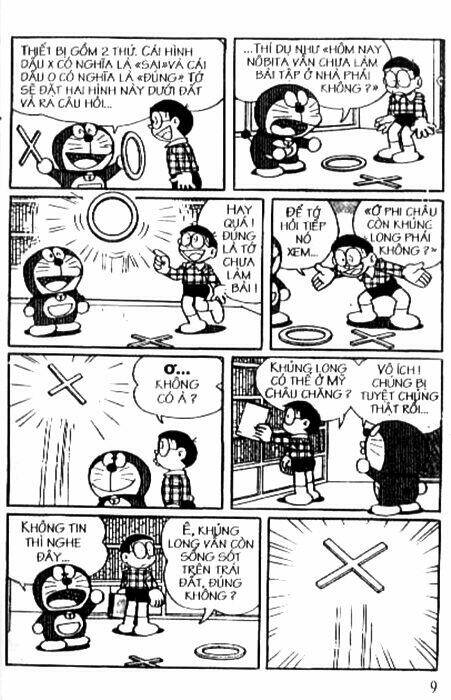 THIẾT BỊ GỒM 2 THỨ. CÁI HÌNH
DẤU X CÓ NGHĨA LÀ «SAI» VÀ CÁI
DẤU O CÓ NGHĨA LÀ «ĐÚNG» TỚ
SẼ ĐẶT HAI HÌNH NÀY DƯỚI ĐẤT
VÀ RA CÂU HỎI...
...THÍ DỤ NHƯ «HÔM NAY
NÔBITA VẪN CHƯA LÀM
BÀI TẬP Ở NHÀ PHẢI
KHÔNG ?»
HAY
QUÁ !
ĐÚNG
LÀ TỚ
CHƯA
LÀM
BÀI !
ĐỂ TỚ
HỎI TIẾP
NÓ
XEM...
«Ở PHI CHÂU
CÒN KHỦNG
LONG PHẢI
KHÔNG ?»
Ơ...
KHÔNG
CÓ À ?
KHỦNG LONG
CÓ THỂ Ở MỸ
CHÂU CHĂNG ?
VÔ ÍCH !
CHÚNG BỊ
TUYỆT CHỦNG
THẬT RỒI...
KHÔNG TIN
THÌ NGHE
ĐÂY...
Ê, KHỦNG
LONG VẪN CÒN
SỐNG SÓT
TRÊN TRÁI
ĐẤT, ĐÚNG
KHÔNG ?
9